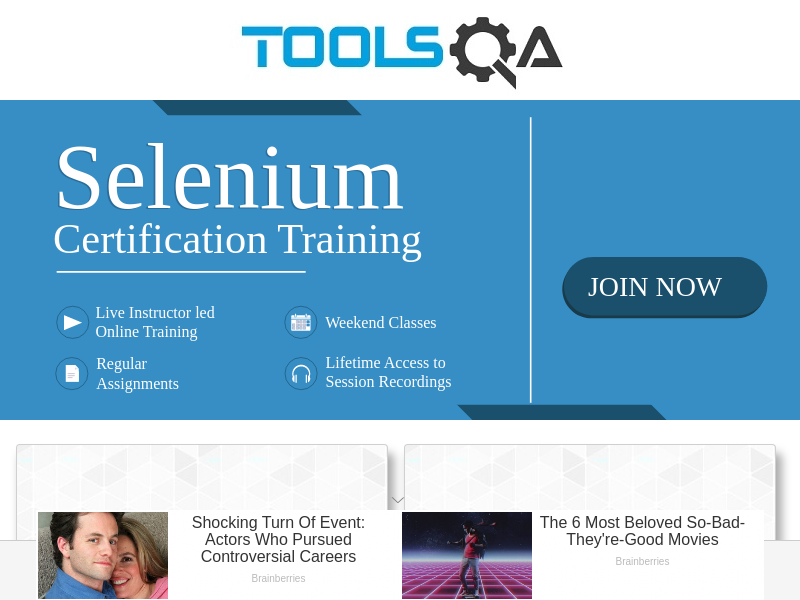 TOOLSQA
Selenium
Certification Training
JOIN NOW
Live Instructor led
Online Training
Weekend Classes
Regular
Assignments
Lifetime Access to
Session Recordings
Shocking Turn Of Event:
Actors Who Pursued
Controversial Careers
Brainberries
The 6 Most Beloved So-Bad-
They're-Good Movies
Brainberries